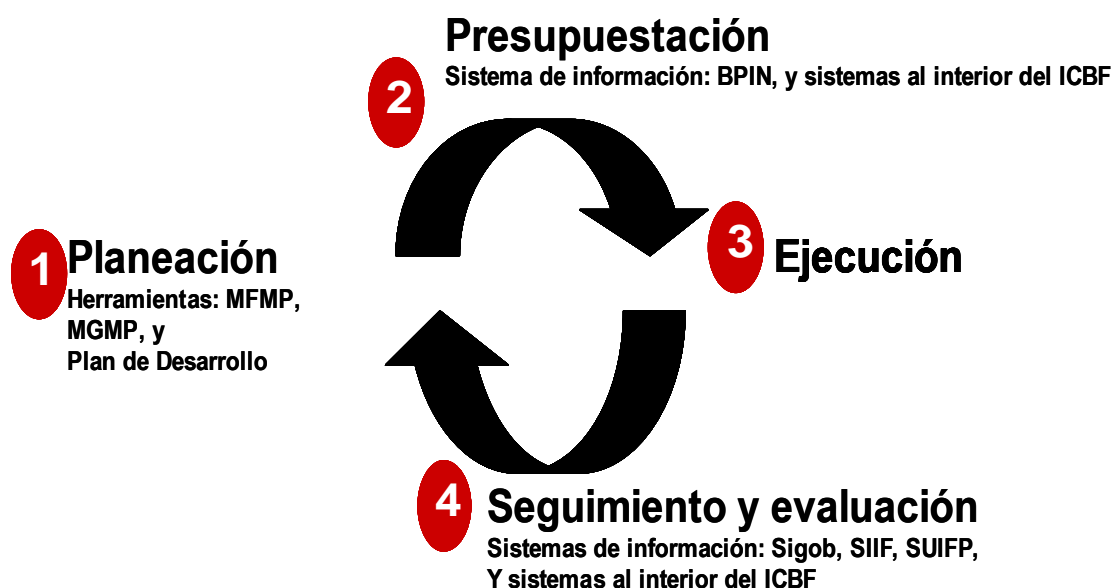 1
Planeación
Herramientas: MFMP,
MGMP, y
Plan de Desarrollo
2
Presupuestación
Sistema de información: BPIN, y sistemas al interior del ICBF
3
Ejecución
4
Seguimiento y evaluación
Sistemas de información: Sigob, SIIF, SUIFP,
Y sistemas al interior del ICBF